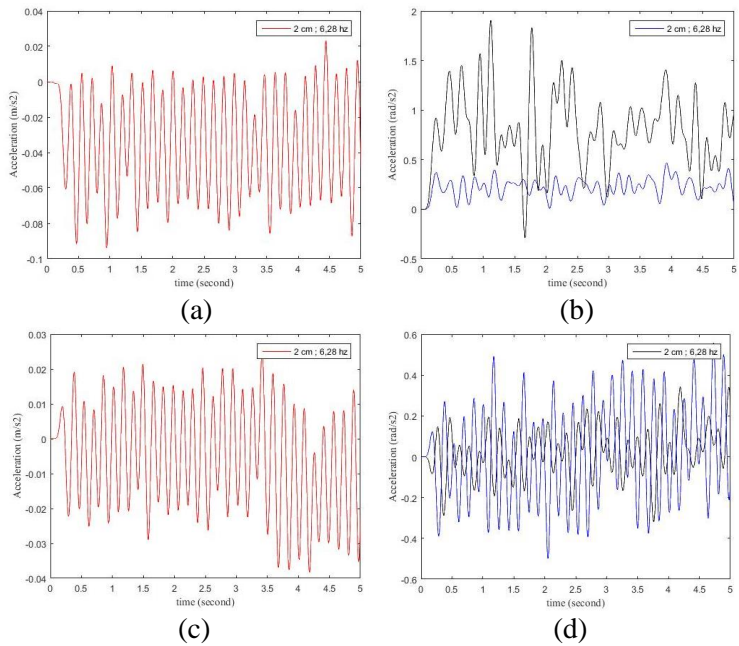 0.04
0.02
0
-0.02
-0.04
-0.06
-0.08
-0.1
Acceleration (m/s2)
2 cm ; 6,28 hz
0 0.5 1 1.5 2 2.5 3 3.5 4 4.5 5
time (second)
(a)
2
1.5
1
0.5
0
-0.5
Acceleration (rad/s2)
2 cm ; 6,28 hz
0 0.5 1 1.5 2 2.5 3 3.5 4 4.5 5
time (second)
(b)
0.03
0.02
0.01
0
-0.01
-0.02
-0.03
-0.04
Acceleration (m/s2)
2 cm ; 6,28 hz
0 0.5 1 1.5 2 2.5 3 3.5 4 4.5 5
time (second)
(c)
0.6
0.4
0.2
0
-0.2
-0.4
-0.6
Acceleration (rad/s2)
2 cm ; 6,28 hz
0 0.5 1 1.5 2 2.5 3 3.5 4 4.5 5
time (second)
(d)